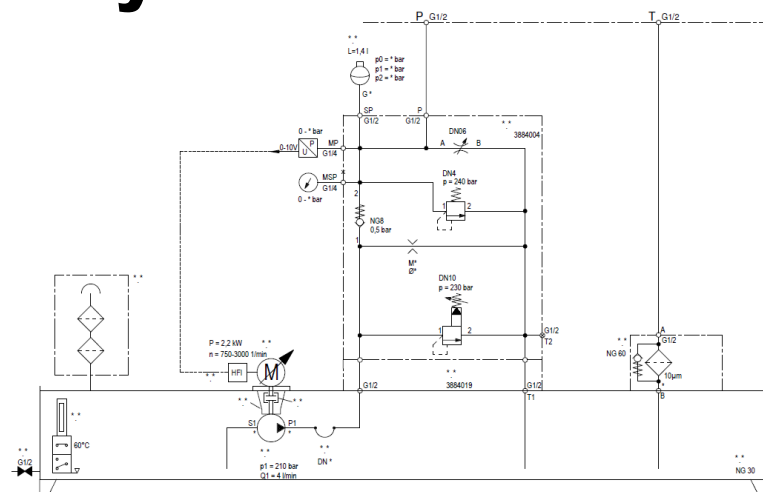 P G1/2
T G1/2
* *
L=1,4 l
p0 = * bar
p1 = * bar
p2 = * bar
G*
SP
G1/2
P
G1/2
* *
3884004
DN06
A B
0 - * bar
0-10V
P
U
MP
G1/4
MSP
G1/4
0 - * bar
x
2
NG8
0,5 bar
1
DN4
p = 240 bar
1 2
M*
Ø*
DN10
p = 230 bar
1 2
G1/2
T2
* *
P = 2,2 kW
n = 750-3000 1/min
* *
HFI
* *
M
* *
* *
G1/2
* *
3884019
G1/2
T1
A
G1/2
* *
NG 60
10µm
*
B
* *
60°C
* *
G1/2
S1
*
P1
*
* *
p1 = 210 bar
Q1 = 4 l/min
* *
DN *
* *
NG 30